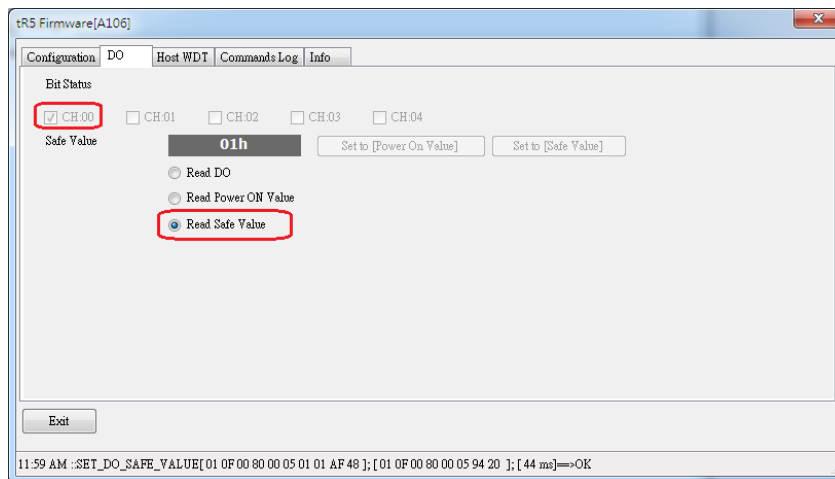 tR5 Firmware[A106]
Configuration DO Host WDT Commands Log Info
Bit Status
CH:00 CH:01 CH:02 CH:03 CH:04
Safe Value 01h Set to [Power On Value] Set to [Safe Value]
Read DO
Read Power ON Value
Read Safe Value
Exit
11:59 AM ::SET_DO_SAFE_VALUE[ 01 0F 00 80 00 05 01 01 AF 48 ]; [ 01 0F 00 80 00 05 94 20 ]; [ 44 ms]==>OK